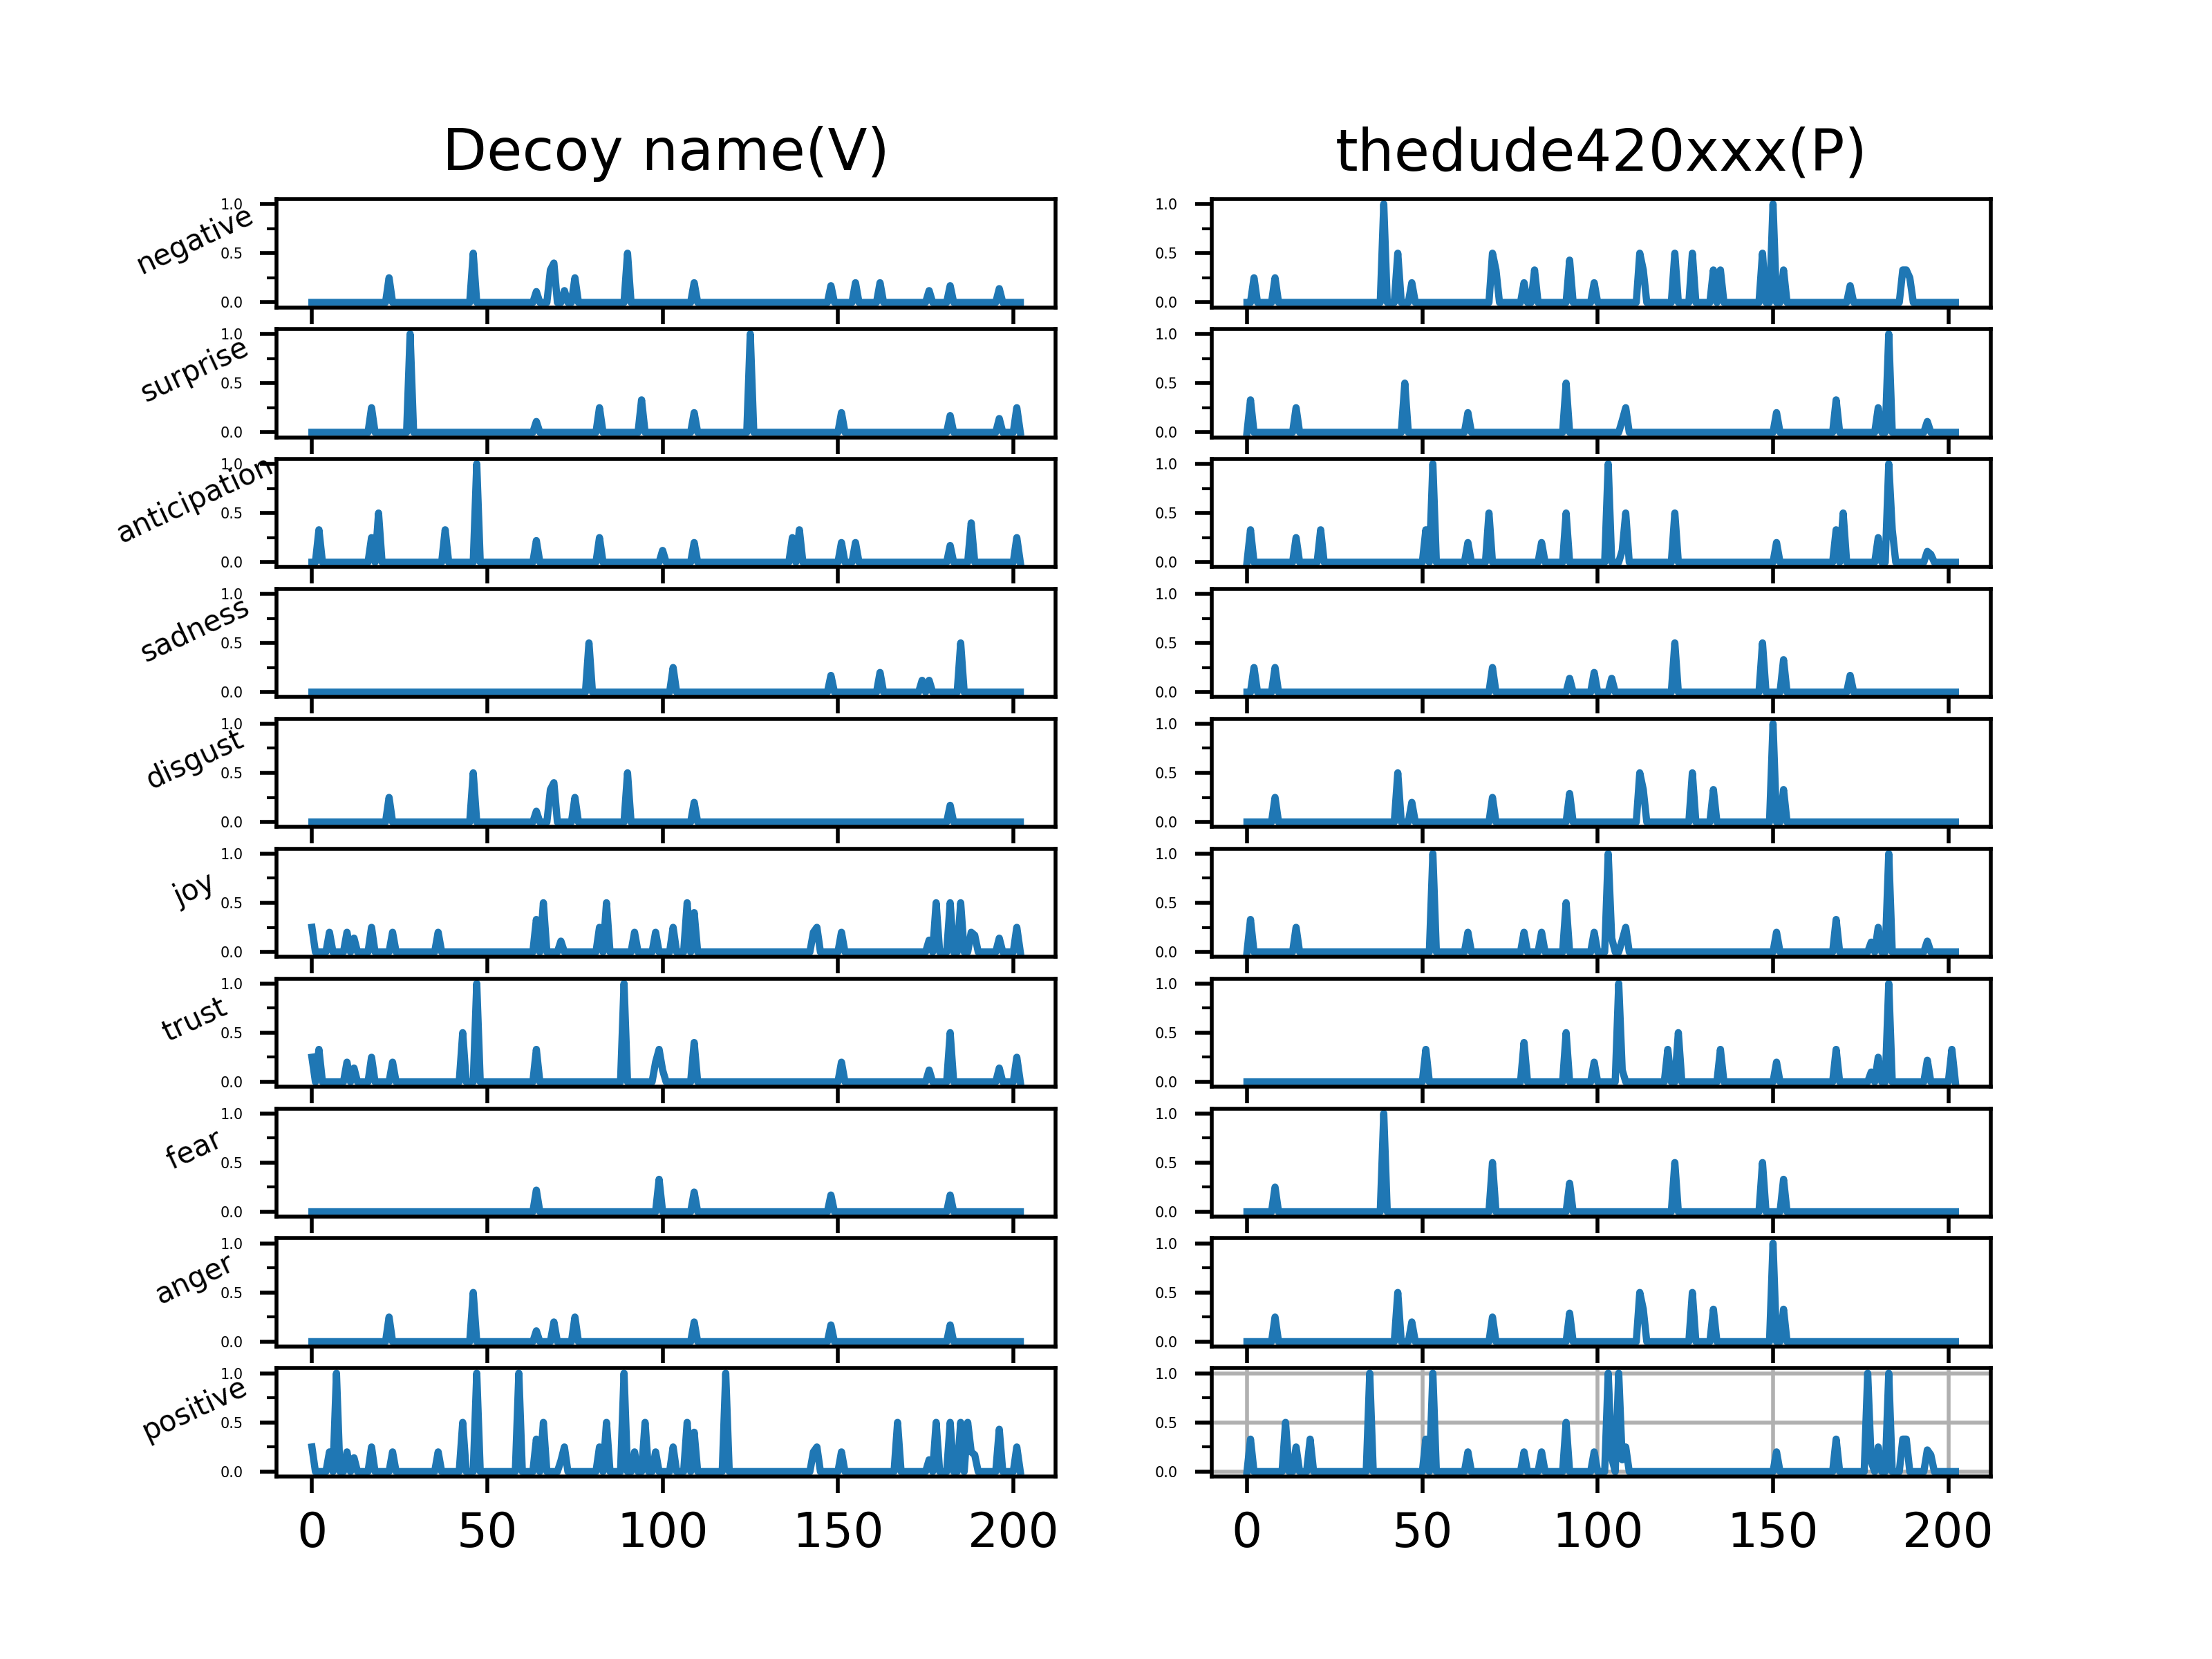 Decoy name(V) thedude420xxx(P)
negative 1.0 0.5 0.0 1.0 0.5 0.0
surprise 1.0 0.5 0.0 1.0 0.5 0.0
anticipation 1.0 0.5 0.0 1.0 0.5 0.0
sadness 1.0 0.5 0.0 1.0 0.5 0.0
disgust 1.0 0.5 0.0 1.0 0.5 0.0
joy 1.0 0.5 0.0 1.0 0.5 0.0
trust 1.0 0.5 0.0 1.0 0.5 0.0
fear 1.0 0.5 0.0 1.0 0.5 0.0
anger 1.0 0.5 0.0 1.0 0.5 0.0
positive 1.0 0.5 0.0 1.0 0.5 0.0
0 50 100 150 200 0 50 100 150 200